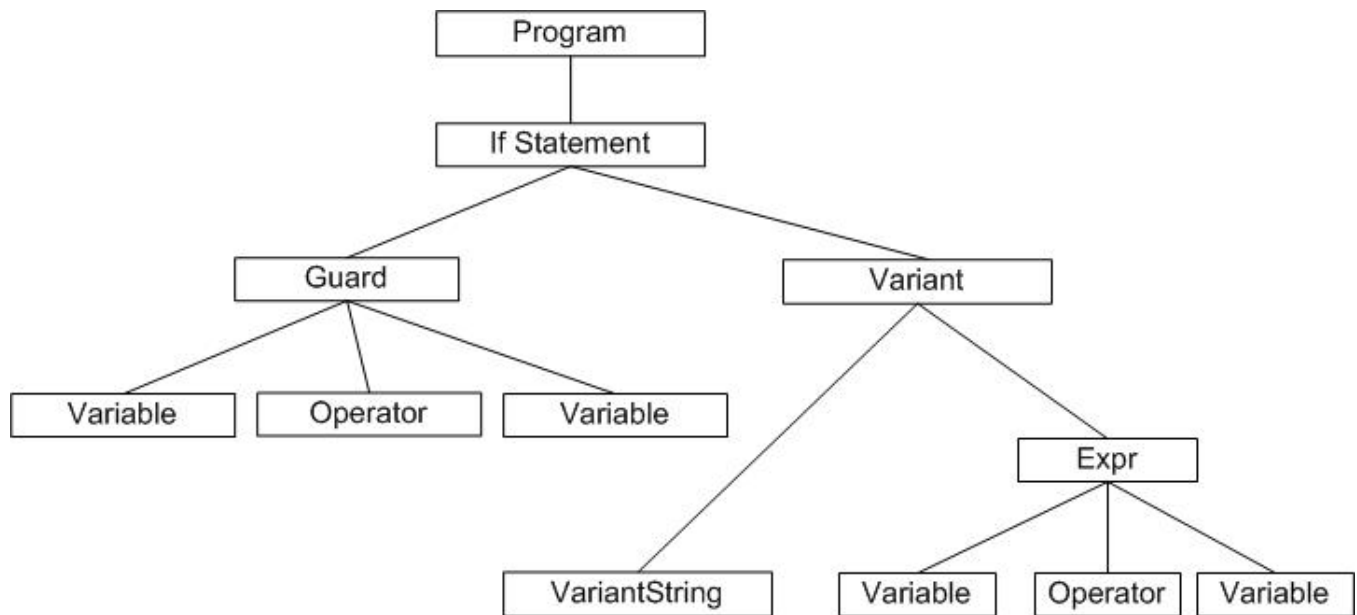 Program
If Statement
Guard
Variant
Variable
Operator
Variable
Expr
VariantString
Variable
Operator
Variable